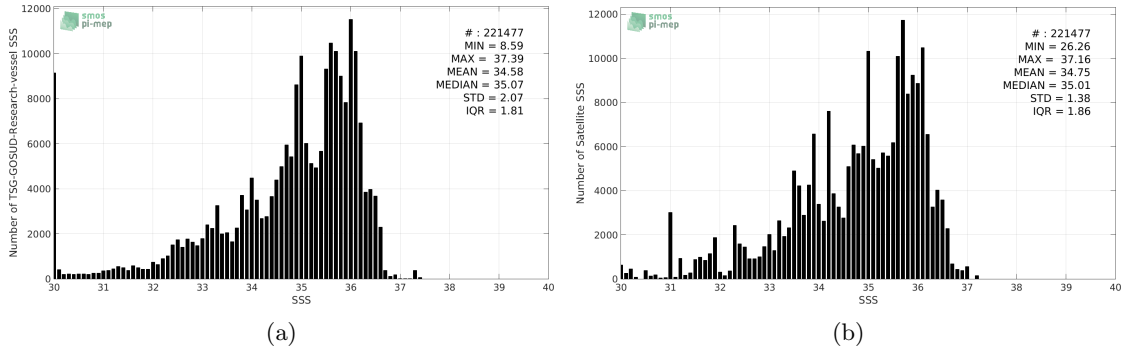 smos
pi-mep
# : 221477
MIN = 8.59
MAX = 37.39
MEAN = 34.58
MEDIAN = 35.07
STD = 2.07
IQR = 1.81
Number of TSG-GOSUD-Research-vessel SSS
12000
10000
8000
6000
4000
2000
0
30 31 32 33 34 35 36 37 38 39 40
SSS
(a)
smos
pi-mep
# : 221477
MIN = 26.26
MAX = 37.16
MEAN = 34.75
MEDIAN = 35.01
STD = 1.38
IQR = 1.86
Number of Satellite SSS
12000
10000
8000
6000
4000
2000
0
30 31 32 33 34 35 36 37 38 39 40
SSS
(b)